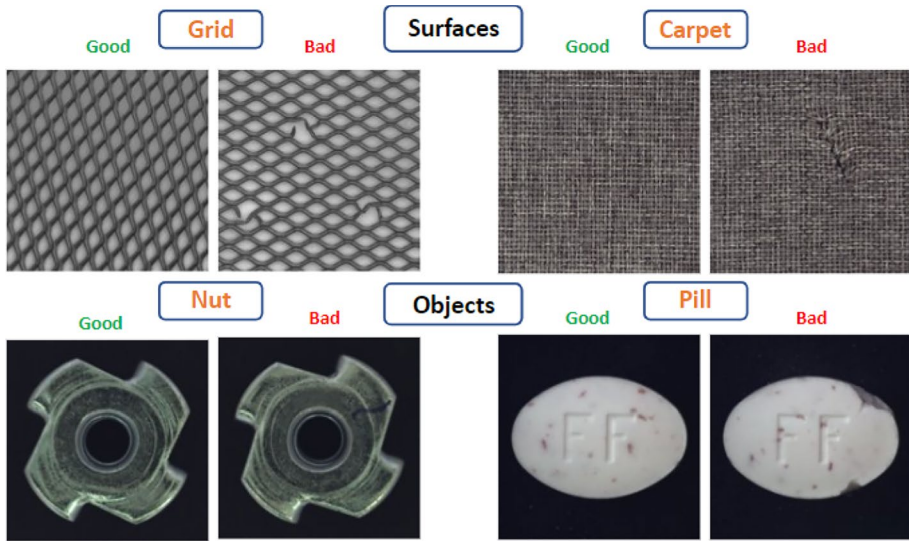 Grid Surfaces Carpet
Good Bad Good Bad
Nut Objects Pill
Good Bad Good Bad
FF FF